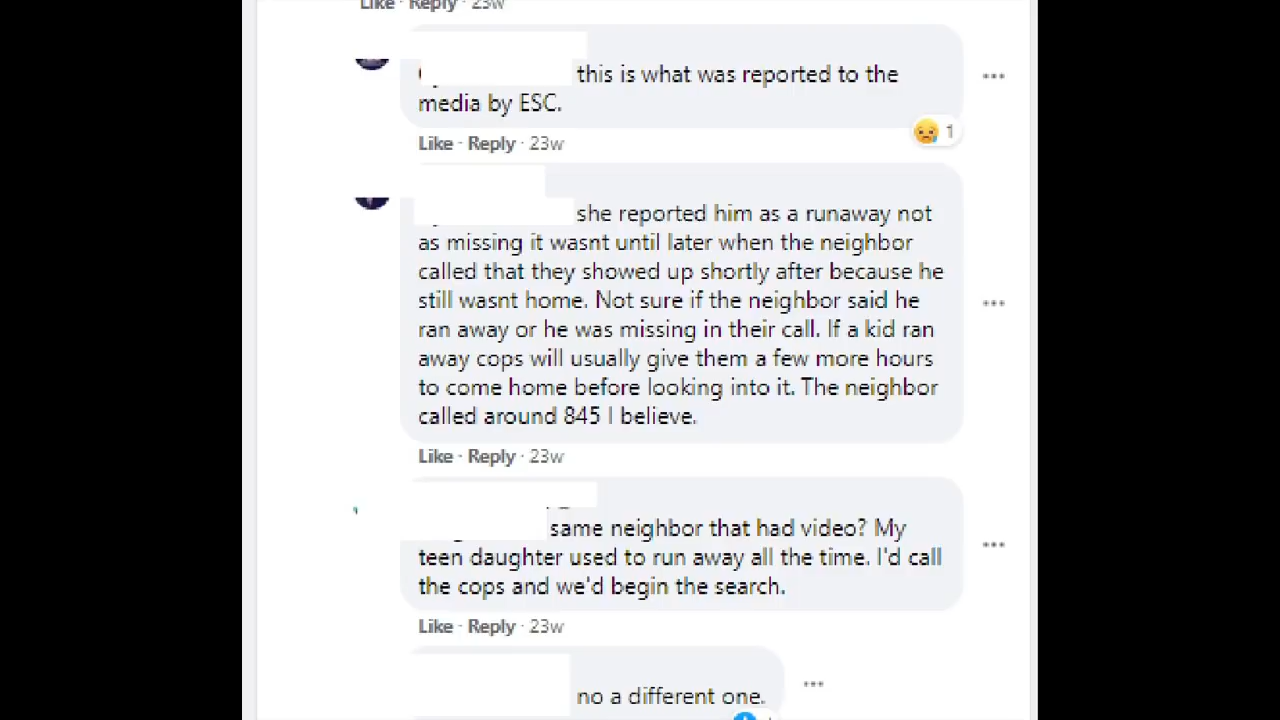 Like · Reply · 23w
this is what was reported to the
media by ESC.
1
Like · Reply · 23w
she reported him as a runaway not
as missing it wasnt until later when the neighbor
called that they showed up shortly after because he
still wasnt home. Not sure if the neighbor said he
ran away or he was missing in their call. If a kid ran
away cops will usually give them a few more hours
to come home before looking into it. The neighbor
called around 845 I believe.
Like · Reply · 23w
same neighbor that had video? My
teen daughter used to run away all the time. I'd call
the cops and we'd begin the search.
Like · Reply · 23w
no a different one.